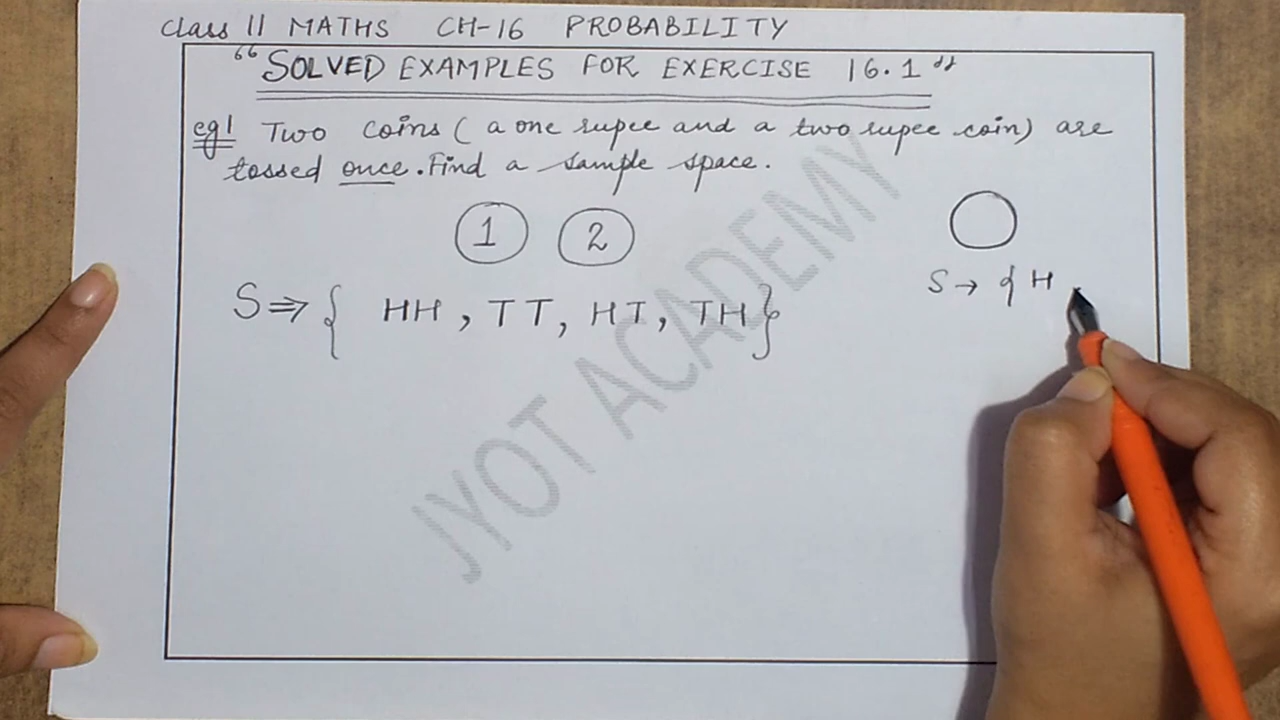 Class 11 MATHS CH-16 PROBABILITY
"SOLVED EXAMPLES FOR EXERCISE 16.1"
eg1 Two coins (a one rupee and a two rupee coin) are
tossed once. Find a sample space.
1 2
S ⇒ { HH, TT, HT, TH}
S → { H
JYOT ACADEMY